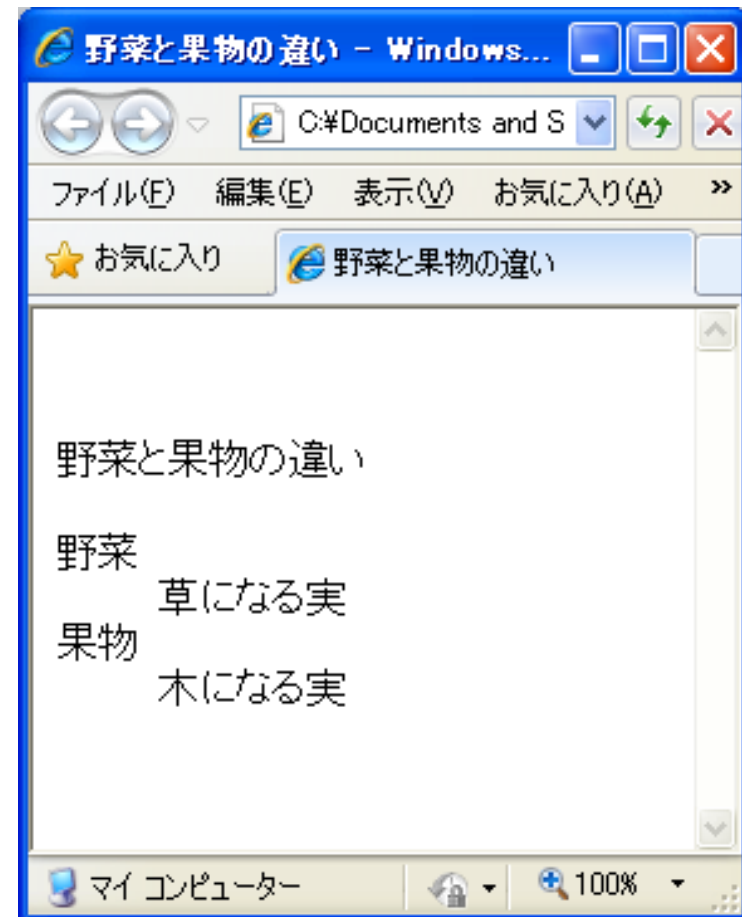 野菜と果物の違い - Windows...
C:¥Documents and S
ファイル(F) 編集(E) 表示(V) お気に入り(A) »
お気に入り 野菜と果物の違い
野菜と果物の違い
野菜
草になる実
果物
木になる実
マイ コンピューター 100%